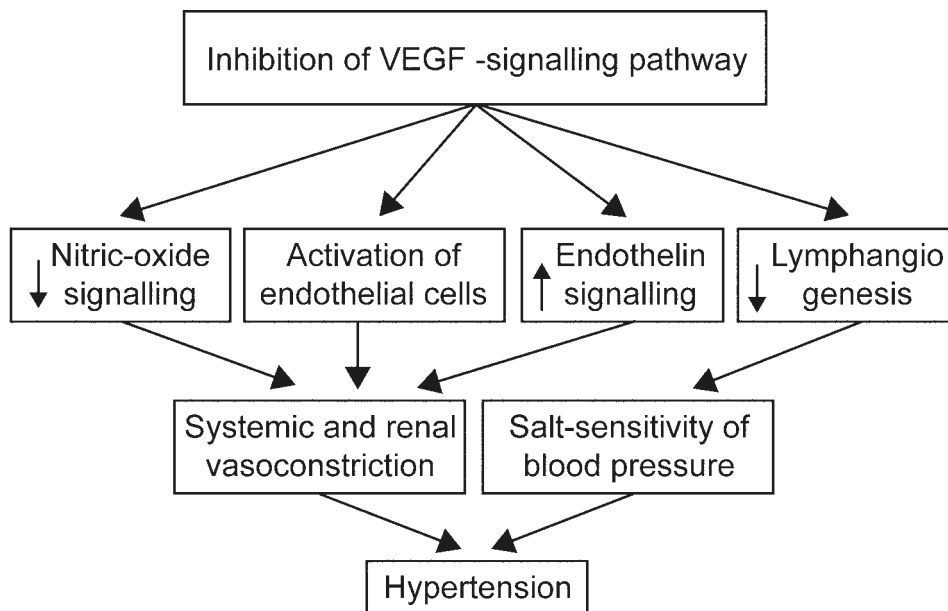 Inhibition of VEGF -signalling pathway
Nitric-oxide
signalling
Activation of
endothelial cells
Endothelin
signalling
Lymphangio
genesis
Systemic and renal
vasoconstriction
Salt-sensitivity of
blood pressure
Hypertension